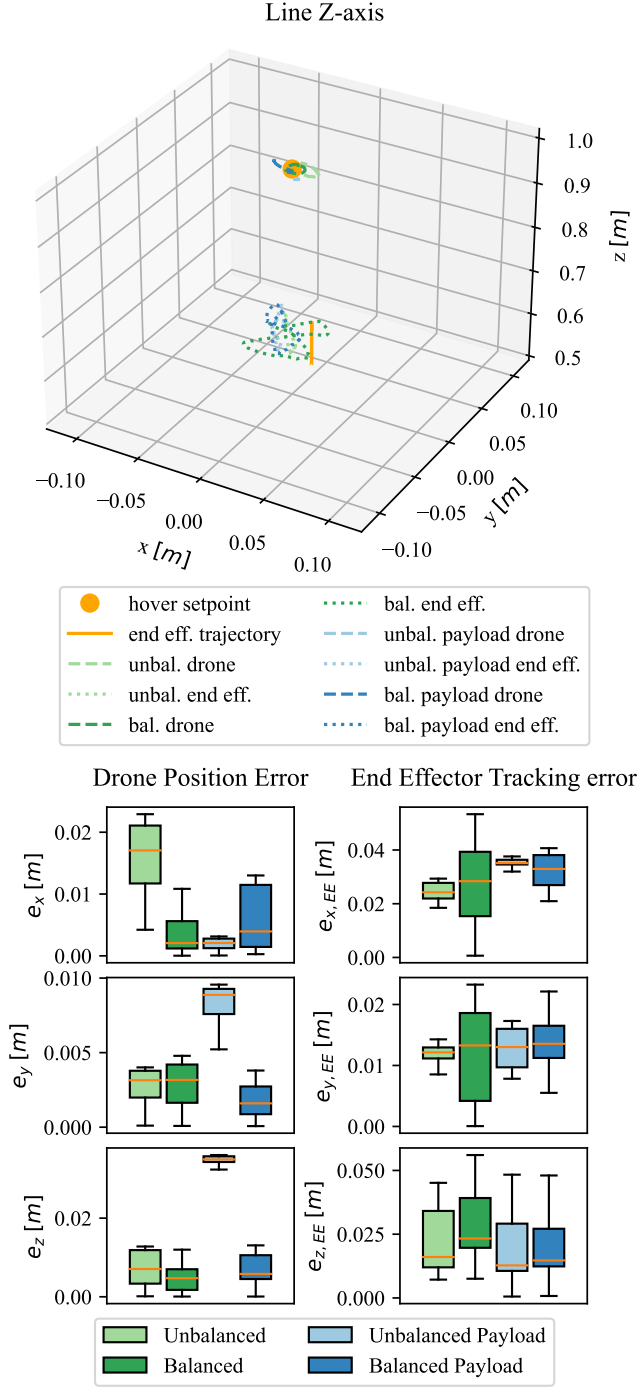 Line Z-axis
1.0
0.9
0.8
0.7
0.6
0.5
z [m]
0.10
0.05
0.00
−0.05
−0.10
y [m]
−0.10
−0.05
0.00
0.05
0.10
x [m]
hover setpoint
end eff. trajectory
unbal. drone
unbal. end eff.
bal. drone
bal. end eff.
unbal. payload drone
unbal. payload end eff.
bal. payload drone
bal. payload end eff.
Drone Position Error
End Effector Tracking error
e_x [m]
0.02
0.01
0.00
e_{x,EE} [m]
0.04
0.02
0.00
e_y [m]
0.010
0.005
0.000
e_{y,EE} [m]
0.02
0.01
0.00
e_z [m]
0.02
0.00
e_{z,EE} [m]
0.050
0.025
0.000
Unbalanced
Balanced
Unbalanced Payload
Balanced Payload